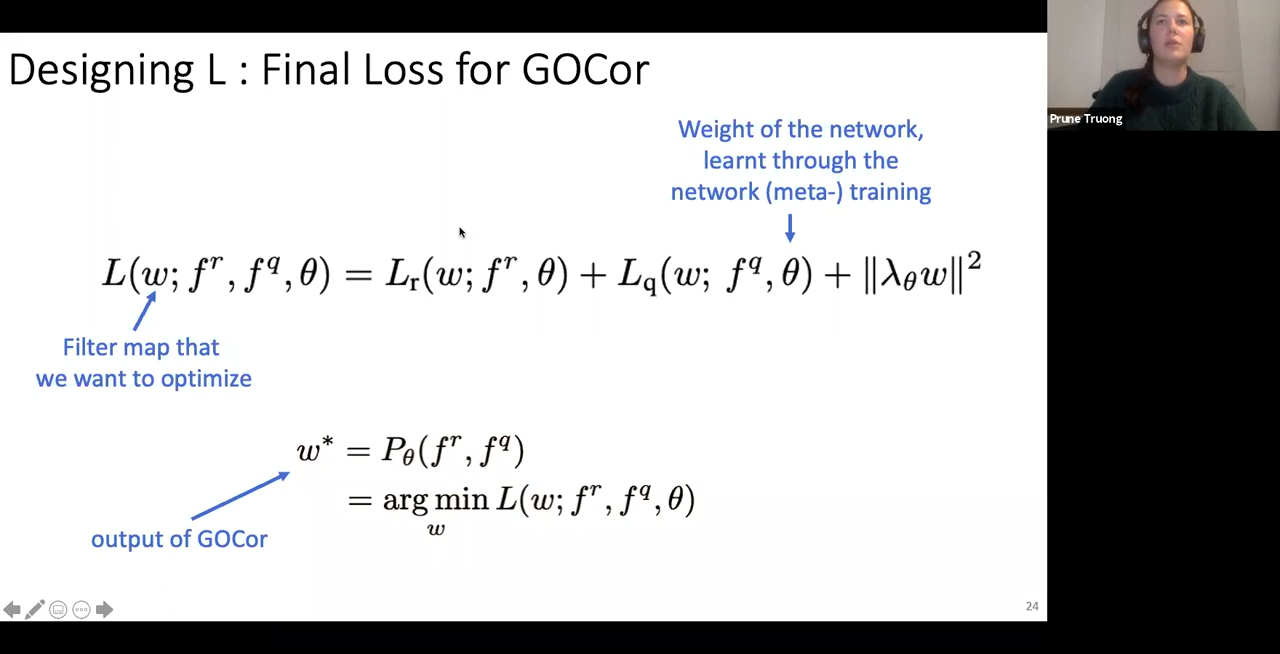 Designing L : Final Loss for GOCor
Prune Truong
Weight of the network,
learnt through the
network (meta-) training
L(w; f^r, f^q, θ) = L_r(w; f^r, θ) + L_q(w; f^q, θ) + ‖λ_θ w‖²
Filter map that
we want to optimize
w* = P_θ(f^r, f^q)
= arg min_w L(w; f^r, f^q, θ)
output of GOCor
24